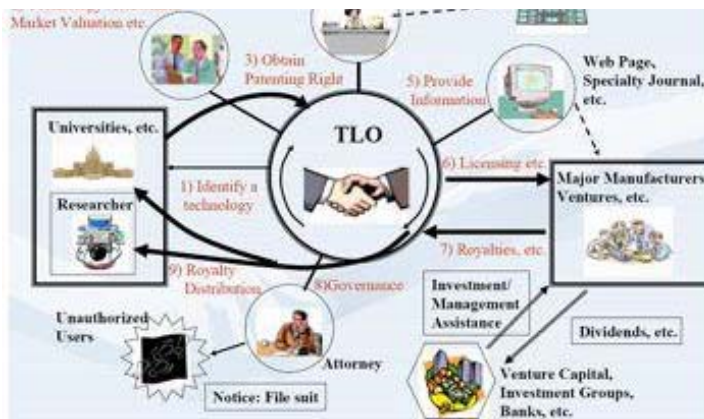 Market Valuation etc.
3) Obtain
Patenting Right
5) Provide
Information
Web Page,
Specialty Journal,
etc.
Universities, etc.
TLO
6) Licensing etc.
Major Manufacturers
Ventures, etc.
1) Identify a
technology
Researcher
7) Royalties, etc.
9) Royalty
Distribution
8)Governance
Investment/
Management
Assistance
Unauthorized
Users
Dividends, etc.
Attorney
Notice: File suit
Venture Capital,
Investment Groups,
Banks, etc.